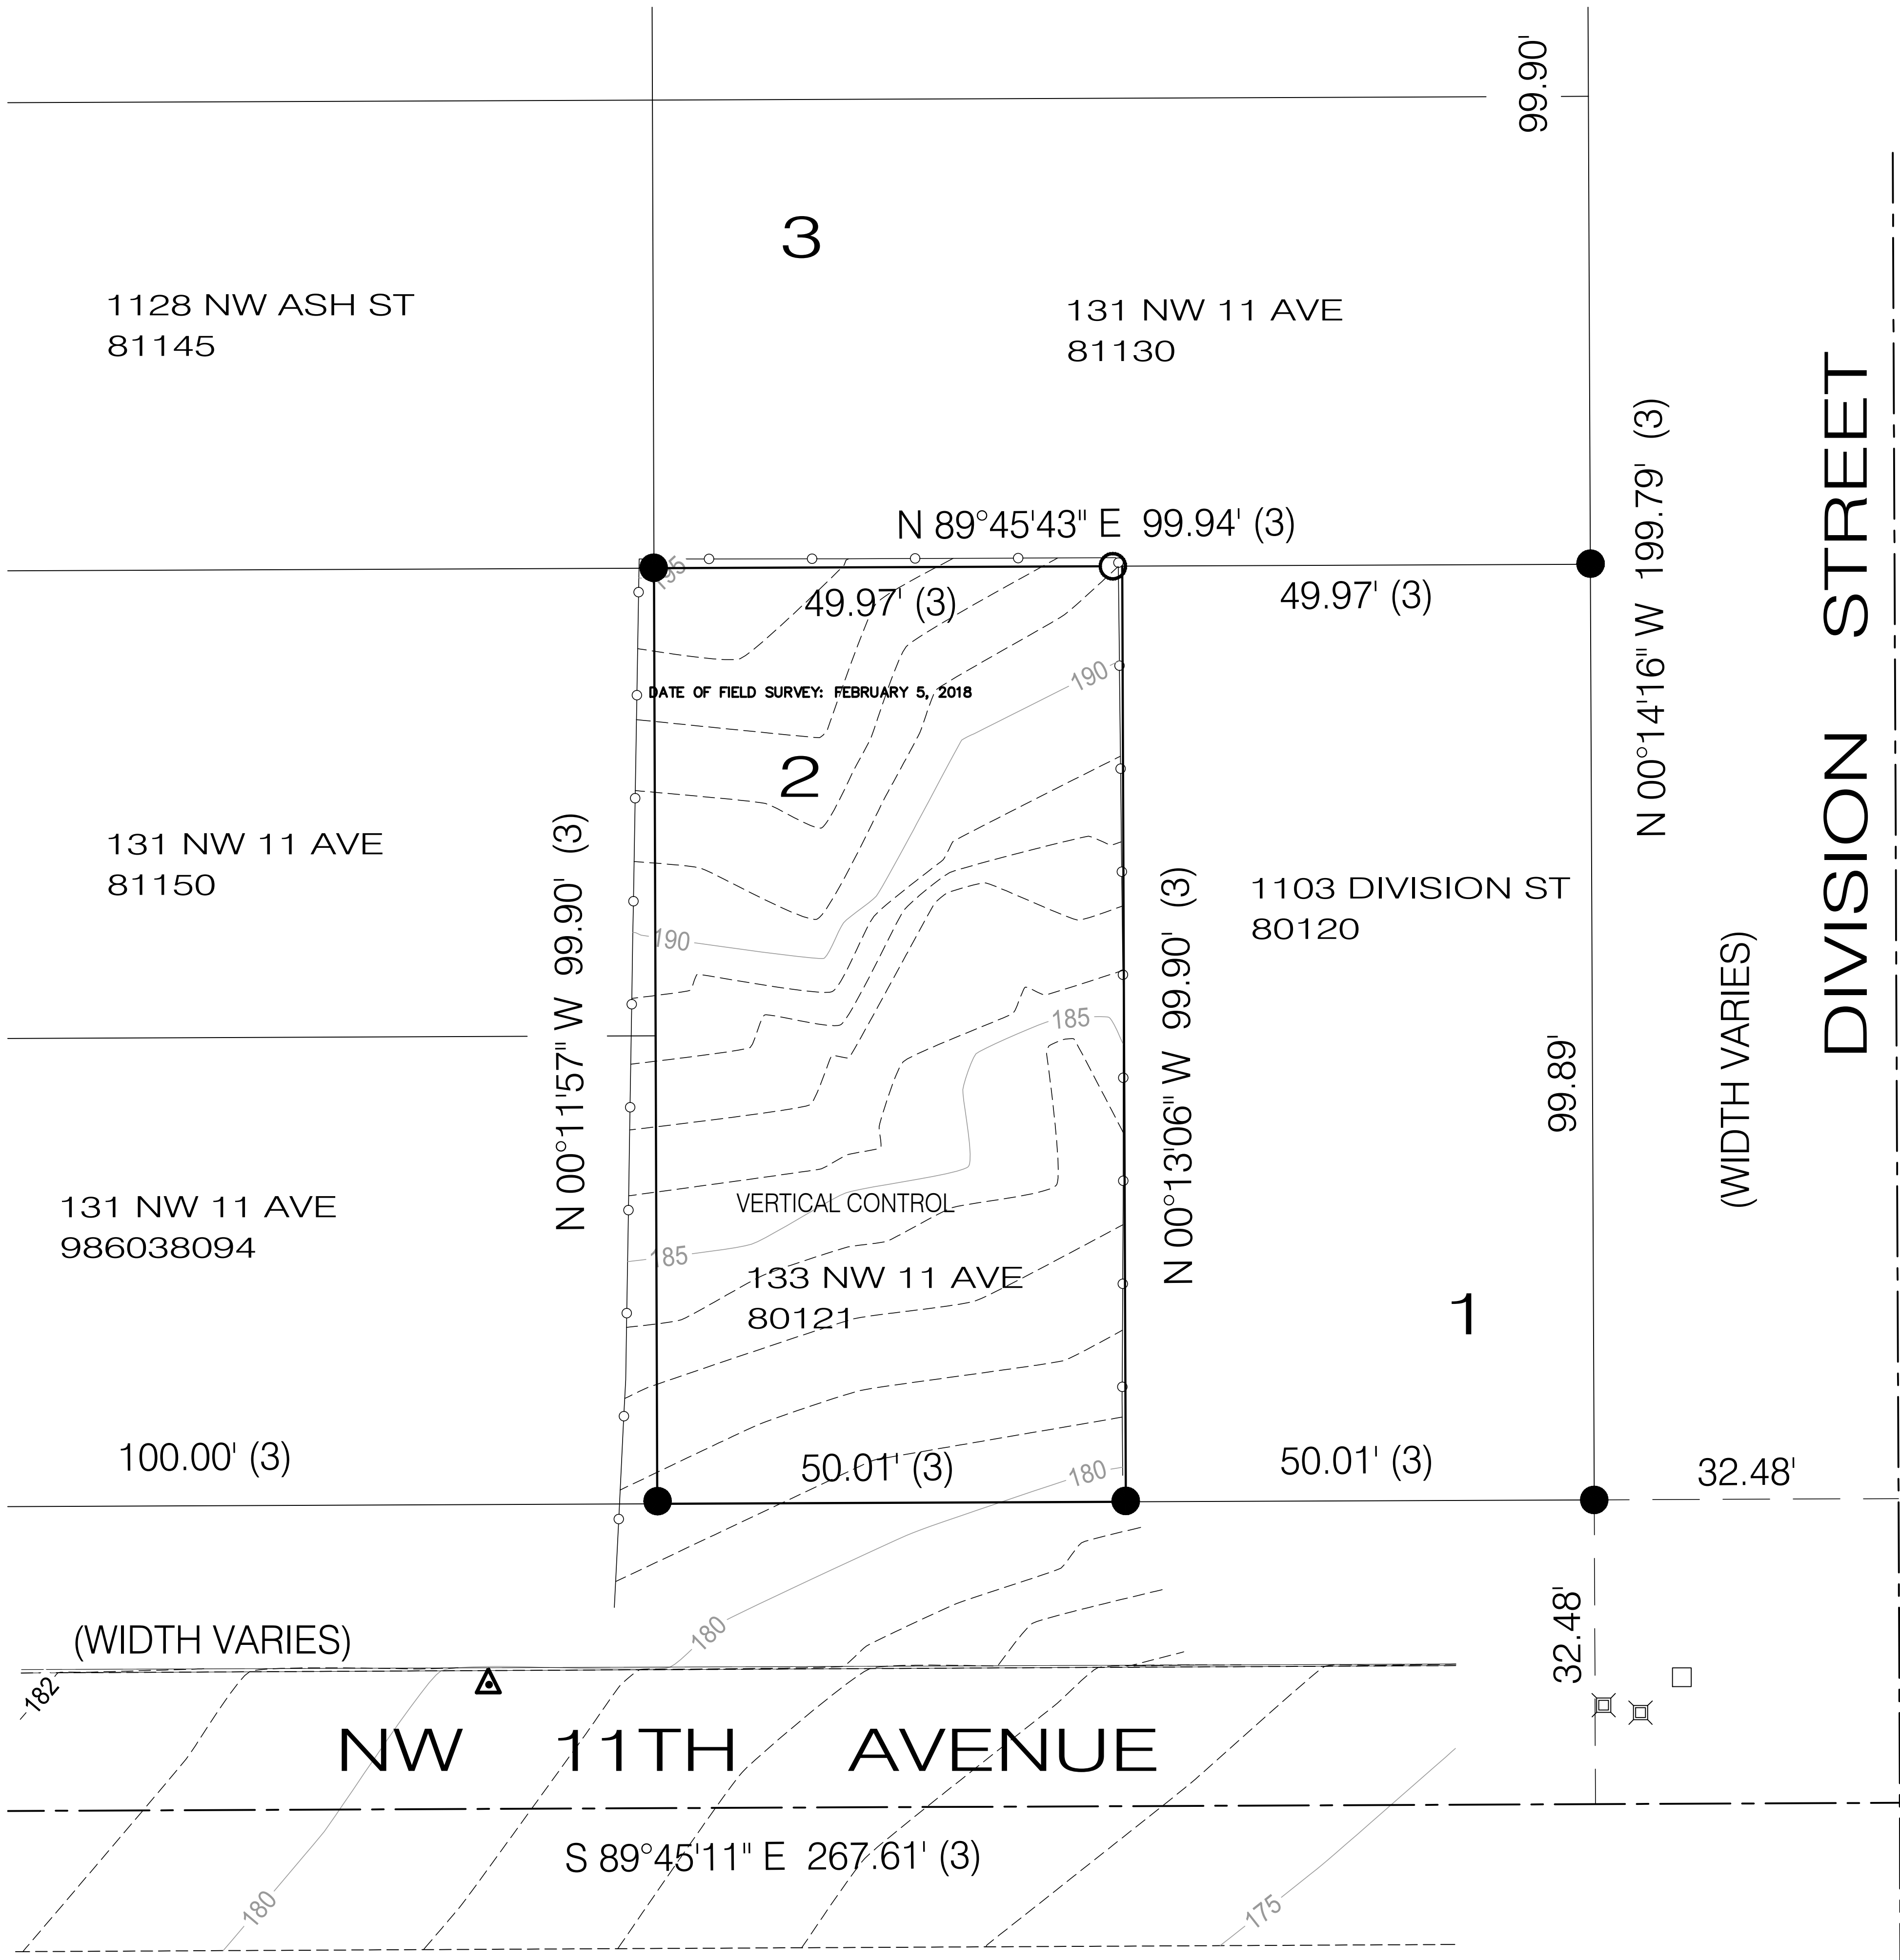 99.90'
3
1128 NW ASH ST
81145
131 NW 11 AVE
81130
N 89°45'43" E  99.94' (3)
195
49.97' (3)
49.97' (3)
N 00°14'16" W  199.79'  (3)
DIVISION STREET
190
DATE OF FIELD SURVEY: FEBRUARY 5, 2018
2
131 NW 11 AVE
81150
N 00°11'57" W  99.90'  (3)
190
N 00°13'06" W  99.90'  (3)
1103 DIVISION ST
80120
(WIDTH VARIES)
185
99.89'
131 NW 11 AVE
986038094
VERTICAL CONTROL
185
133 NW 11 AVE
80121
1
100.00' (3)
50.01' (3)
180
50.01' (3)
32.48'
32.48'
(WIDTH VARIES)
180
182
NW 11TH AVENUE
S 89°45'11" E  267.61' (3)
180
175